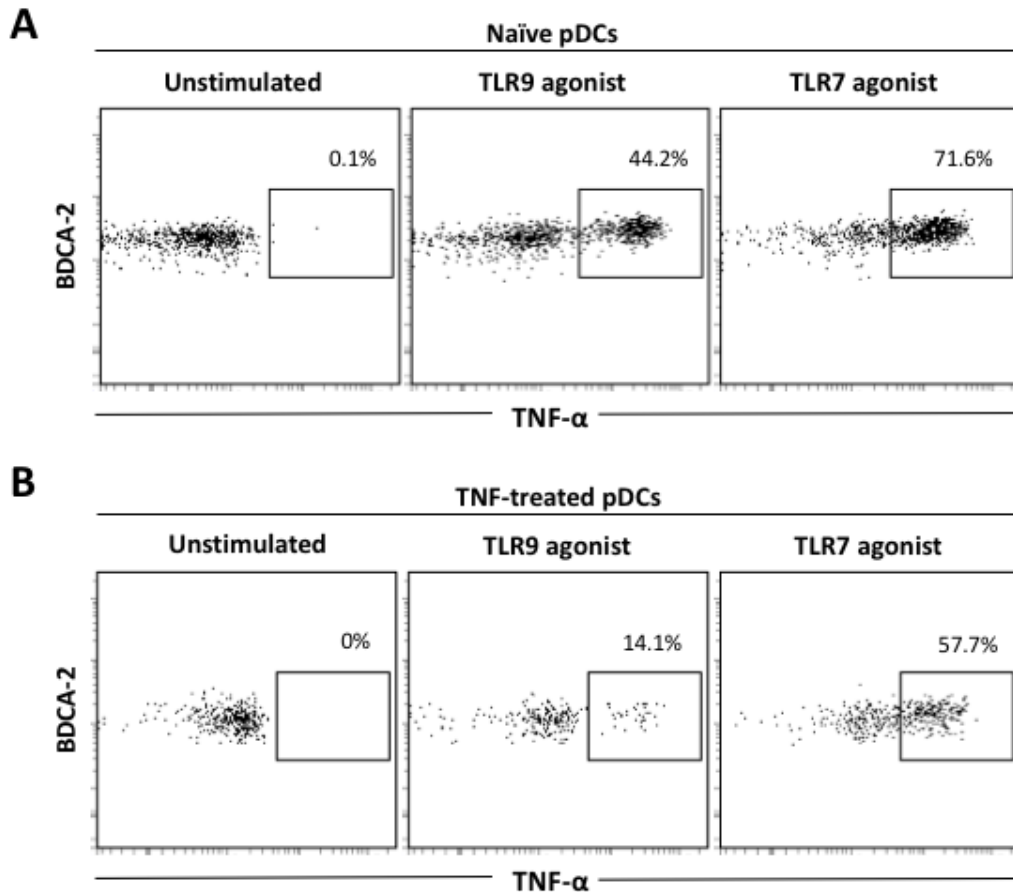 A
Naïve pDCs
Unstimulated TLR9 agonist TLR7 agonist
0.1% 44.2% 71.6%
BDCA-2
TNF-α
B
TNF-treated pDCs
Unstimulated TLR9 agonist TLR7 agonist
0% 14.1% 57.7%
BDCA-2
TNF-α